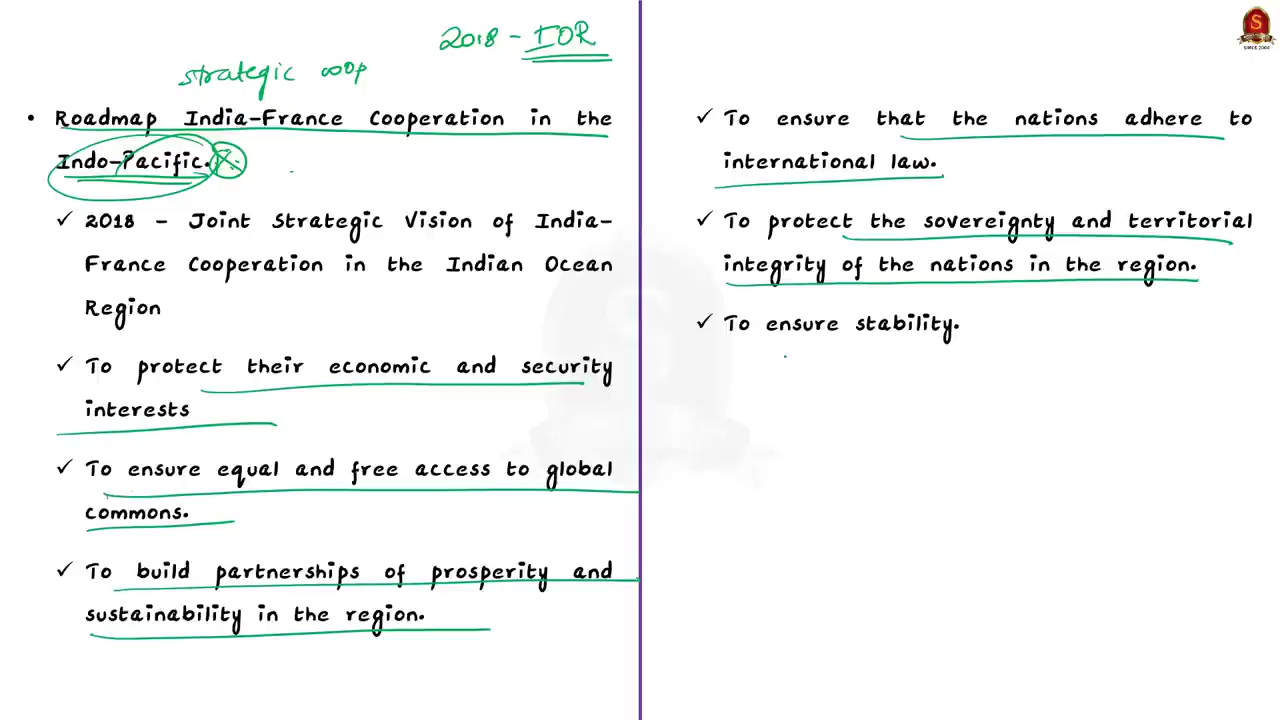 2018 - IOR
strategic coop
• Roadmap India-France Cooperation in the
Indo-Pacific.
✓ 2018 - Joint Strategic Vision of India-
France Cooperation in the Indian Ocean
Region
✓ To protect their economic and security
interests
✓ To ensure equal and free access to global
commons.
✓ To build partnerships of prosperity and
sustainability in the region.
✓ To ensure that the nations adhere to
international law.
✓ To protect the sovereignty and territorial
integrity of the nations in the region.
✓ To ensure stability.
S
SINCE 2004